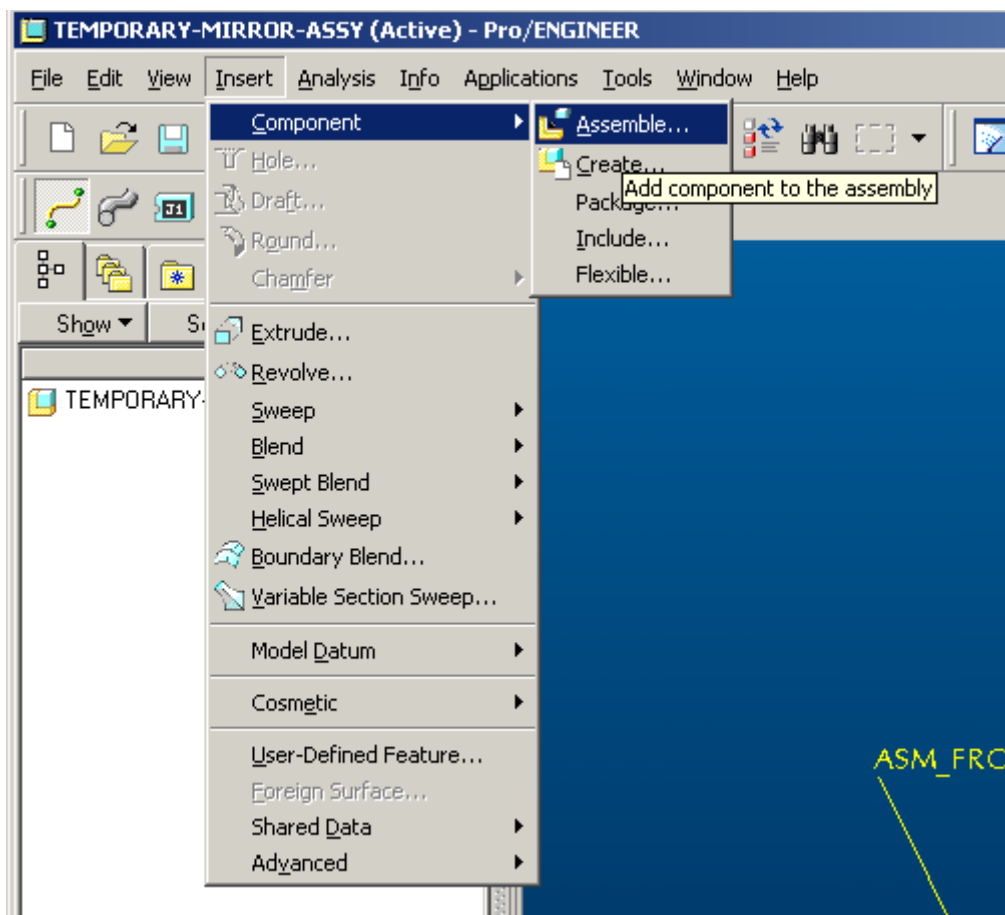 TEMPORARY-MIRROR-ASSY (Active) - Pro/ENGINEER
File Edit View Insert Analysis Info Applications Tools Window Help
Component
Hole...
Draft...
Round...
Chamfer
Extrude...
Revolve...
Sweep
Blend
Swept Blend
Helical Sweep
Boundary Blend...
Variable Section Sweep...
Model Datum
Cosmetic
User-Defined Feature...
Foreign Surface...
Shared Data
Advanced
Assemble...
Create...
Add component to the assembly
Package...
Include...
Flexible...
J1
Show
TEMPORARY-
ASM_FRO